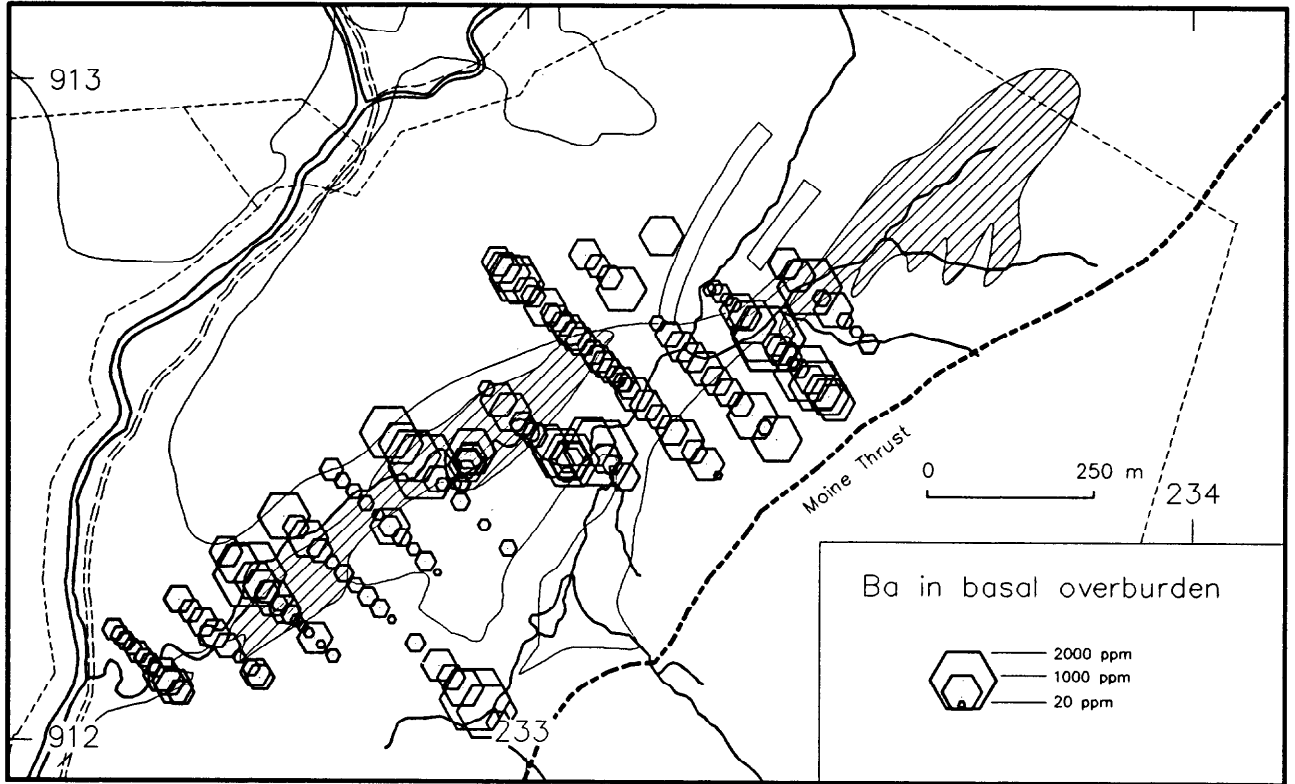 913
Moine Thrust
0 250 m
234
Ba in basal overburden
2000 ppm
1000 ppm
20 ppm
912
233